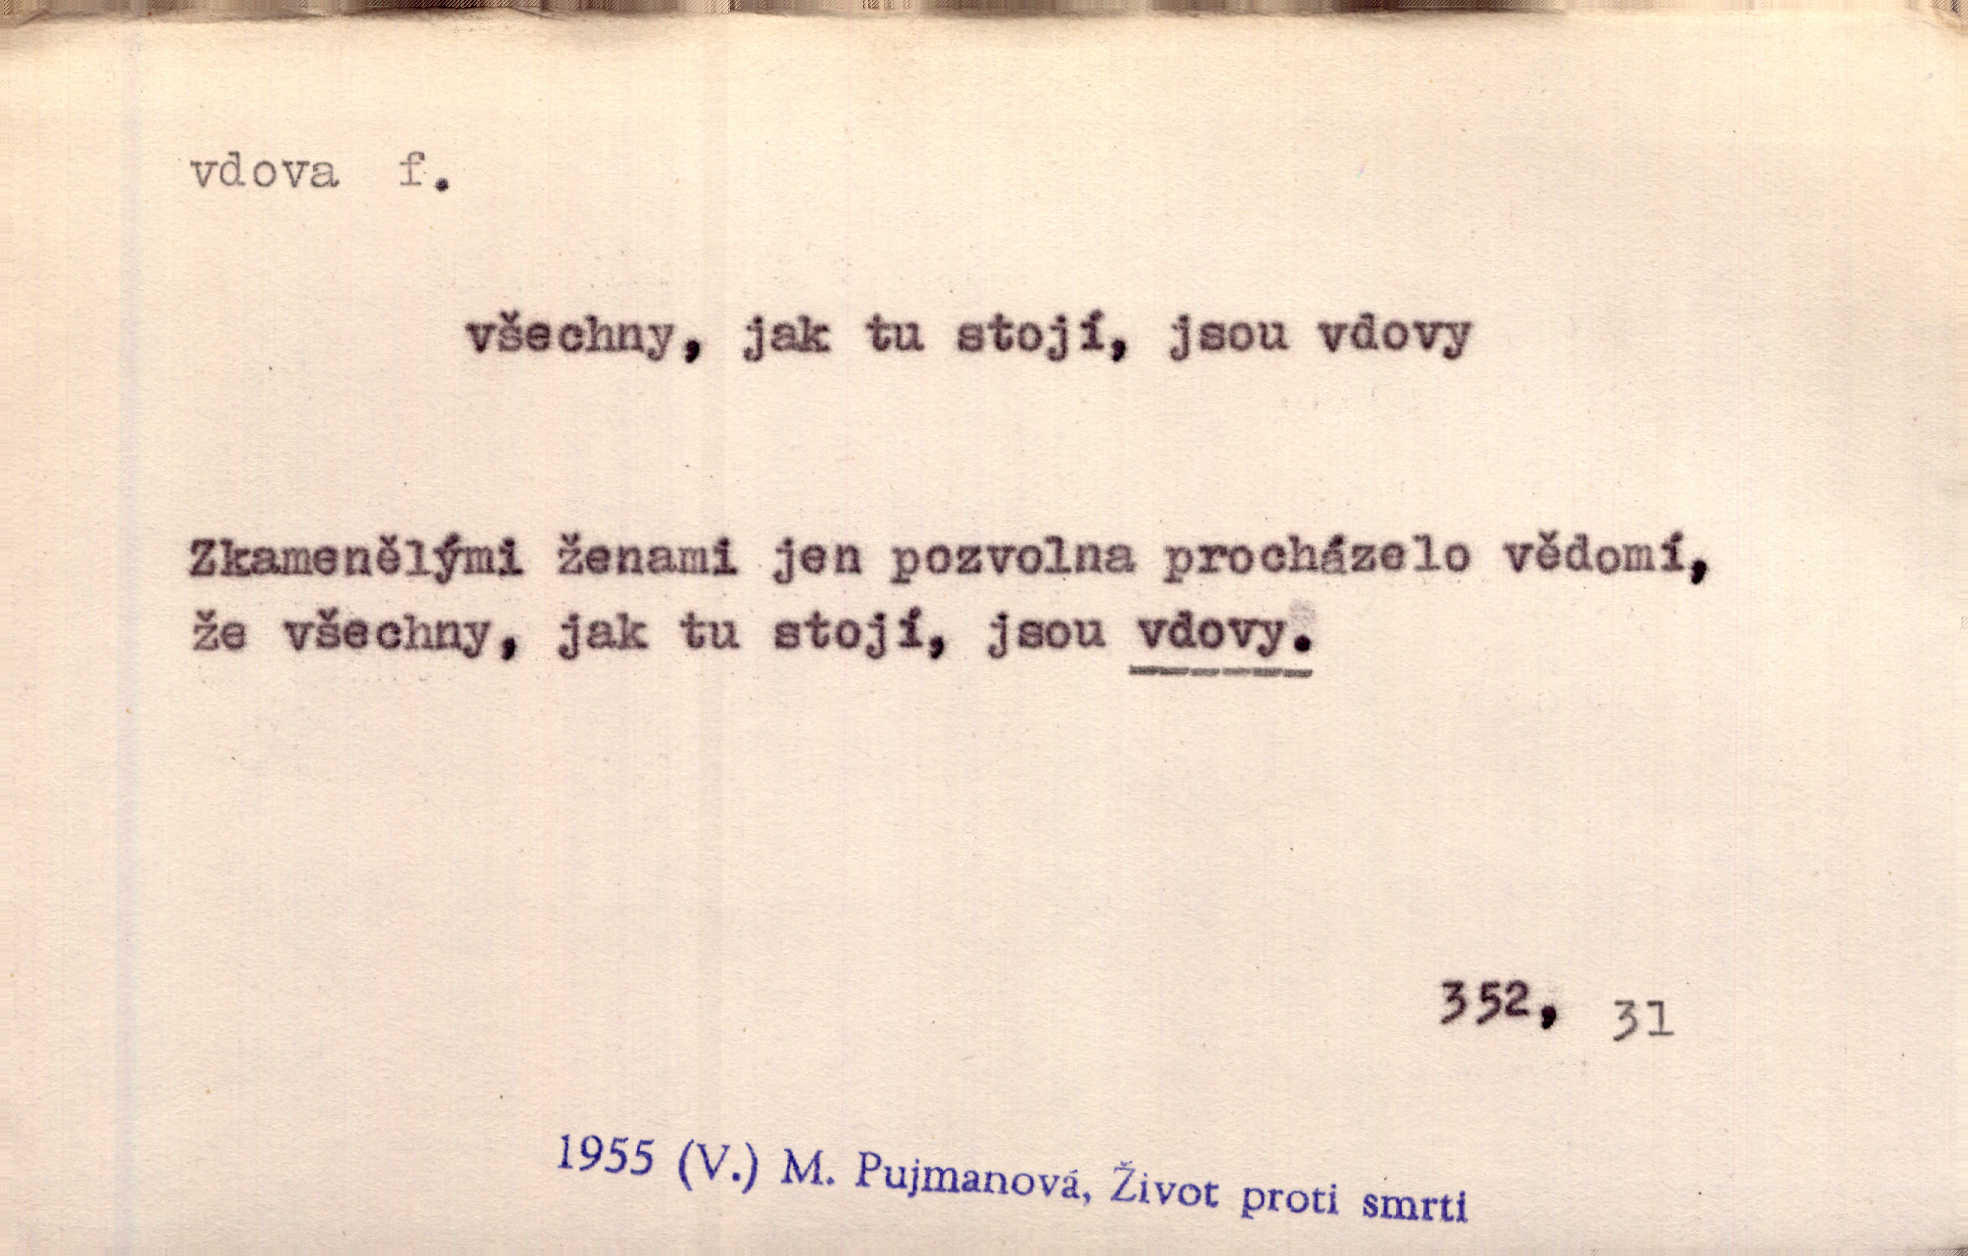 vdova f.
všechny, jak tu stojí, jsou vdovy
Zkamenělými ženami jen pozvolna procházelo vědomí,
že všechny, jak tu stojí, jsou vdovy.
352, 31
1955 (V.) M. Pujmanová, Život proti smrti